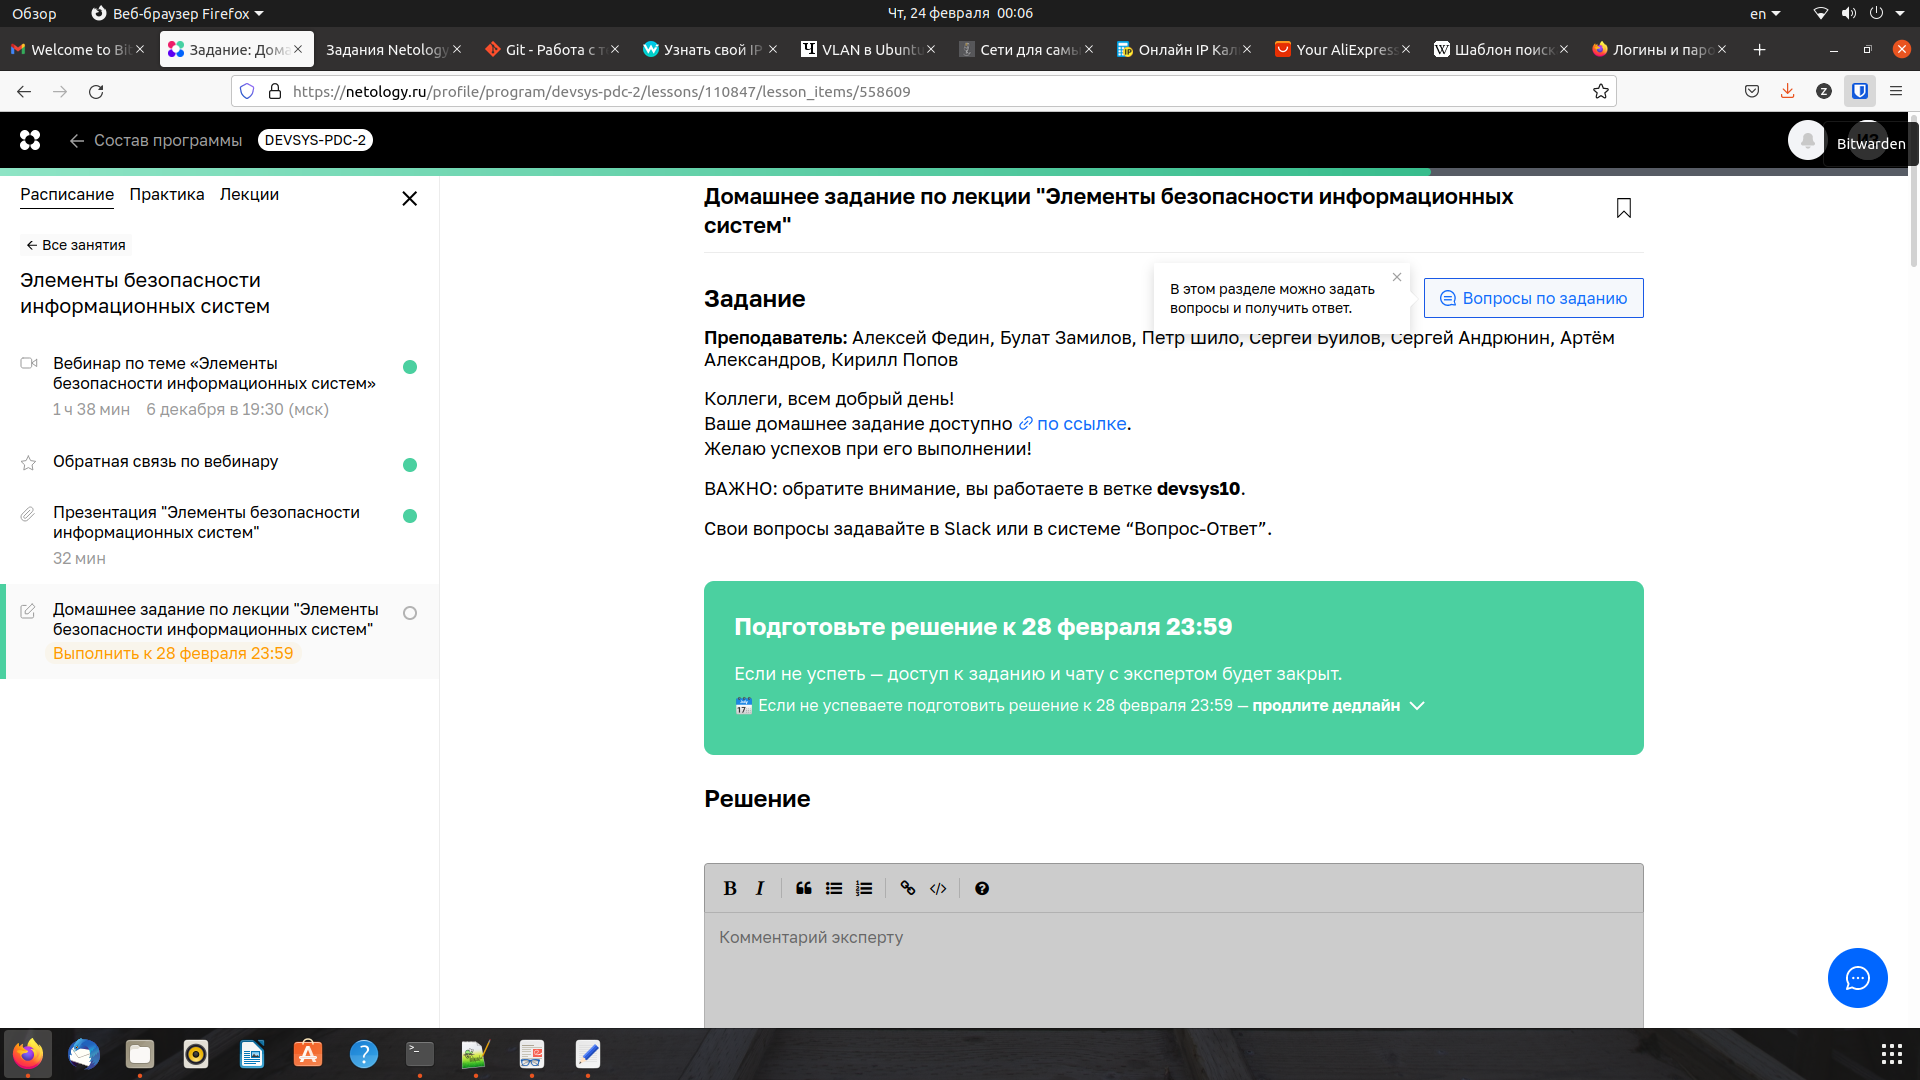 Обзор
Веб-браузер Firefox
Чт, 24 февраля 00:06
en
Welcome to Bit
Задание: Дома
Задания Netology
Git - Работа с т
Узнать свой IP
VLAN в Ubuntu
Сети для самы
Онлайн IP Кал
Your AliExpress
Шаблон поиск
Логины и паро
https://netology.ru/profile/program/devsys-pdc-2/lessons/110847/lesson_items/558609
Состав программы
DEVSYS-PDC-2
Bitwarden
Расписание Практика Лекции
Все занятия
Элементы безопасности
информационных систем
Вебинар по теме «Элементы
безопасности информационных систем»
1 ч 38 мин 6 декабря в 19:30 (мск)
Обратная связь по вебинару
Презентация "Элементы безопасности
информационных систем"
32 мин
Домашнее задание по лекции "Элементы
безопасности информационных систем"
Выполнить к 28 февраля 23:59
Домашнее задание по лекции "Элементы безопасности информационных
систем"
Задание
В этом разделе можно задать
вопросы и получить ответ.
Вопросы по заданию
Преподаватель: Алексей Федин, Булат Замилов, Петр Шило, Сергей Буйлов, Сергей Андрюнин, Артём
Александров, Кирилл Попов
Коллеги, всем добрый день!
Ваше домашнее задание доступно по ссылке.
Желаю успехов при его выполнении!
ВАЖНО: обратите внимание, вы работаете в ветке devsys10.
Свои вопросы задавайте в Slack или в системе “Вопрос-Ответ”.
Подготовьте решение к 28 февраля 23:59
Если не успеть — доступ к заданию и чату с экспертом будет закрыт.
Если не успеваете подготовить решение к 28 февраля 23:59 — продлите дедлайн
Решение
Комментарий эксперту